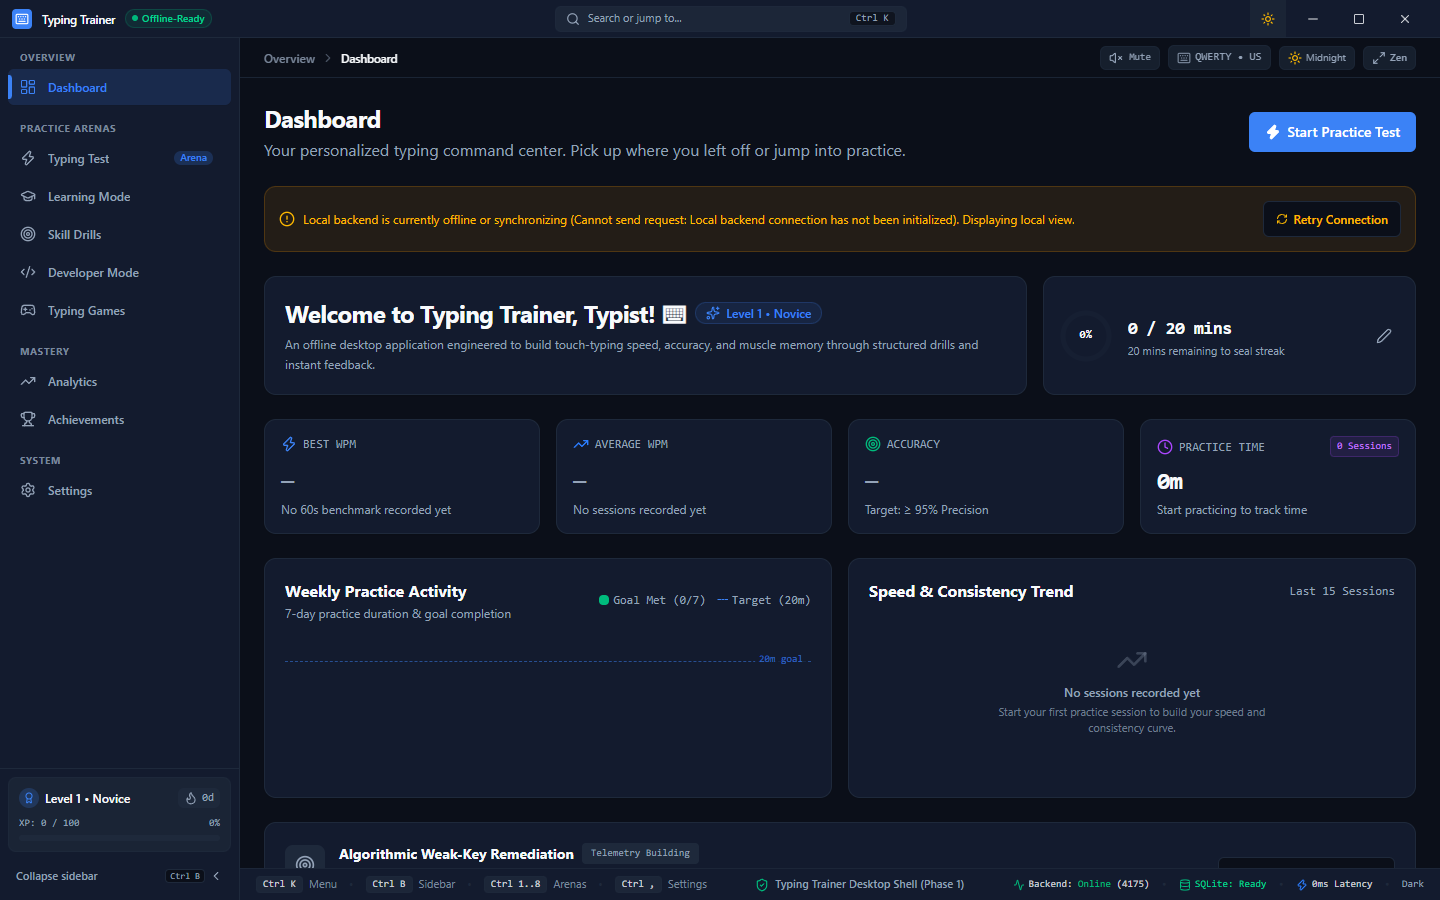 Typing Trainer
Offline-Ready
Search or jump to...
Ctrl K
OVERVIEW
Dashboard
PRACTICE ARENAS
Typing Test
Arena
Learning Mode
Skill Drills
Developer Mode
Typing Games
MASTERY
Analytics
Achievements
SYSTEM
Settings
Level 1 • Novice
0d
XP: 0 / 100
0%
Collapse sidebar
Ctrl B
Overview
Dashboard
Mute
QWERTY • US
Midnight
Zen
Dashboard
Your personalized typing command center. Pick up where you left off or jump into practice.
Start Practice Test
Local backend is currently offline or synchronizing (Cannot send request: Local backend connection has not been initialized). Displaying local view.
Retry Connection
Welcome to Typing Trainer, Typist!
Level 1 • Novice
An offline desktop application engineered to build touch-typing speed, accuracy, and muscle memory through structured drills and
instant feedback.
0%
0 / 20 mins
20 mins remaining to seal streak
BEST WPM
—
No 60s benchmark recorded yet
AVERAGE WPM
—
No sessions recorded yet
ACCURACY
—
Target: ≥ 95% Precision
PRACTICE TIME
0 Sessions
0m
Start practicing to track time
Weekly Practice Activity
7-day practice duration & goal completion
Goal Met (0/7)
Target (20m)
20m goal
Speed & Consistency Trend
Last 15 Sessions
No sessions recorded yet
Start your first practice session to build your speed and
consistency curve.
Algorithmic Weak-Key Remediation
Telemetry Building
Ctrl K
Menu
Ctrl B
Sidebar
Ctrl 1..8
Arenas
Ctrl ,
Settings
Typing Trainer Desktop Shell (Phase 1)
Backend: Online (4175)
SQLite: Ready
0ms Latency
Dark